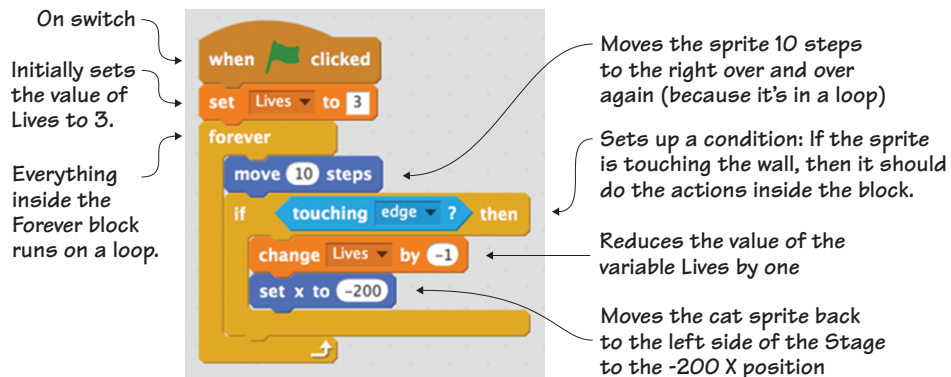 On switch
Initially sets
the value of
Lives to 3.
Everything
inside the
Forever block
runs on a loop.
when clicked
set Lives to 3
forever
move 10 steps
if touching edge ? then
change Lives by -1
set x to -200
Moves the sprite 10 steps
to the right over and over
again (because it's in a loop)
Sets up a condition: If the sprite
is touching the wall, then it should
do the actions inside the block.
Reduces the value of the
variable Lives by one
Moves the cat sprite back
to the left side of the Stage
to the -200 X position